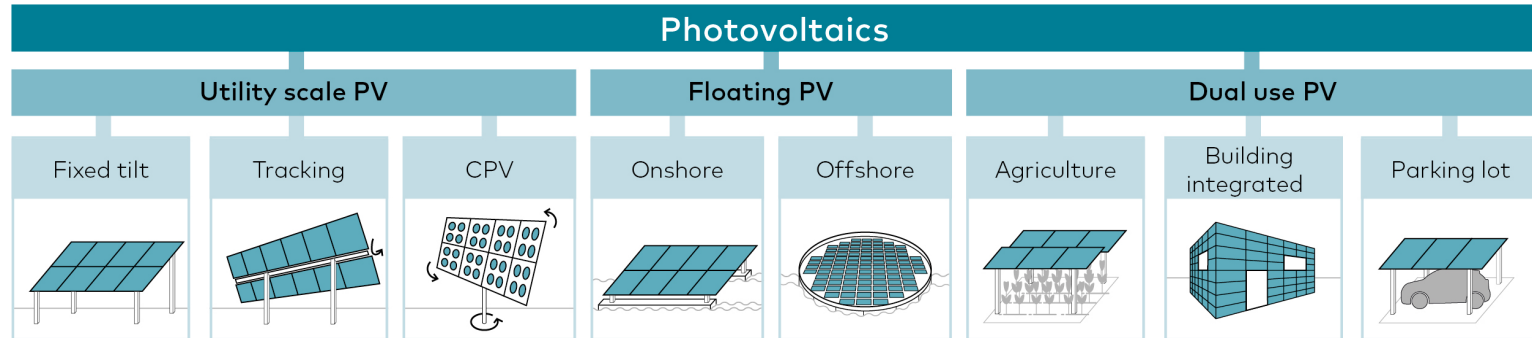 Photovoltaics
Utility scale PV
Floating PV
Dual use PV
Fixed tilt
Tracking
CPV
Onshore
Offshore
Agriculture
Building
integrated
Parking lot